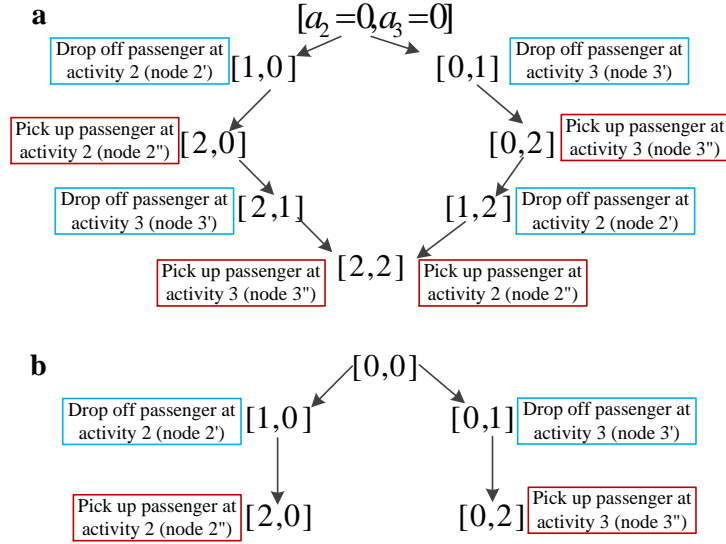 a
[a₂=0,a₃=0]
Drop off passenger at
activity 2 (node 2')
[1,0]
[0,1]
Drop off passenger at
activity 3 (node 3')
Pick up passenger at
activity 2 (node 2")
[2,0]
[0,2]
Pick up passenger at
activity 3 (node 3")
Drop off passenger at
activity 3 (node 3')
[2,1]
[1,2]
Drop off passenger at
activity 2 (node 2')
Pick up passenger at
activity 3 (node 3")
[2,2]
Pick up passenger at
activity 2 (node 2")
b
[0,0]
Drop off passenger at
activity 2 (node 2')
[1,0]
[0,1]
Drop off passenger at
activity 3 (node 3')
Pick up passenger at
activity 2 (node 2")
[2,0]
[0,2]
Pick up passenger at
activity 3 (node 3")